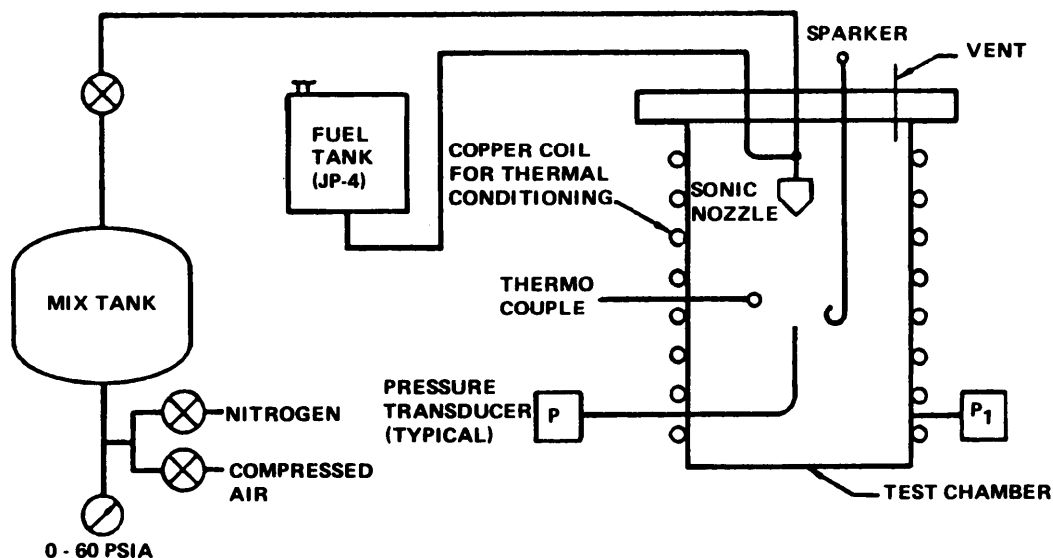 SPARKER
VENT
FUEL
TANK
(JP-4)
COPPER COIL
FOR THERMAL
CONDITIONING
SONIC
NOZZLE
MIX TANK
THERMO
COUPLE
PRESSURE
TRANSDUCER
(TYPICAL)
P
P1
NITROGEN
COMPRESSED
AIR
TEST CHAMBER
0 - 60 PSIA